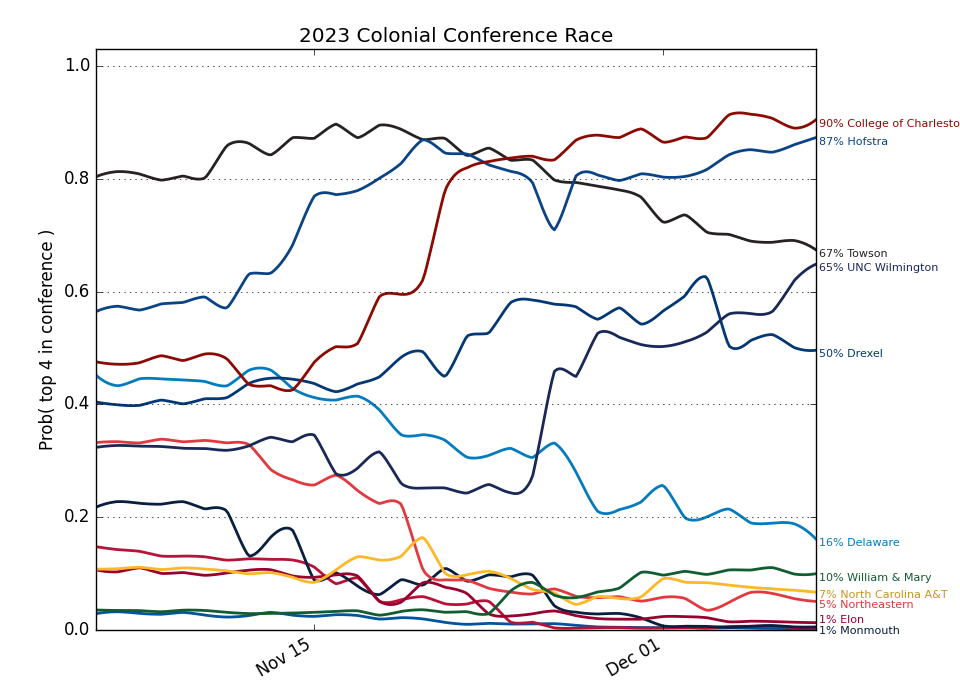 2023 Colonial Conference Race
Prob( top 4 in conference )
1.0
0.8
0.6
0.4
0.2
0.0
Nov 15
Dec 01
90% College of Charlesto
87% Hofstra
67% Towson
65% UNC Wilmington
50% Drexel
16% Delaware
10% William & Mary
7% North Carolina A&T
5% Northeastern
1% Elon
1% Monmouth